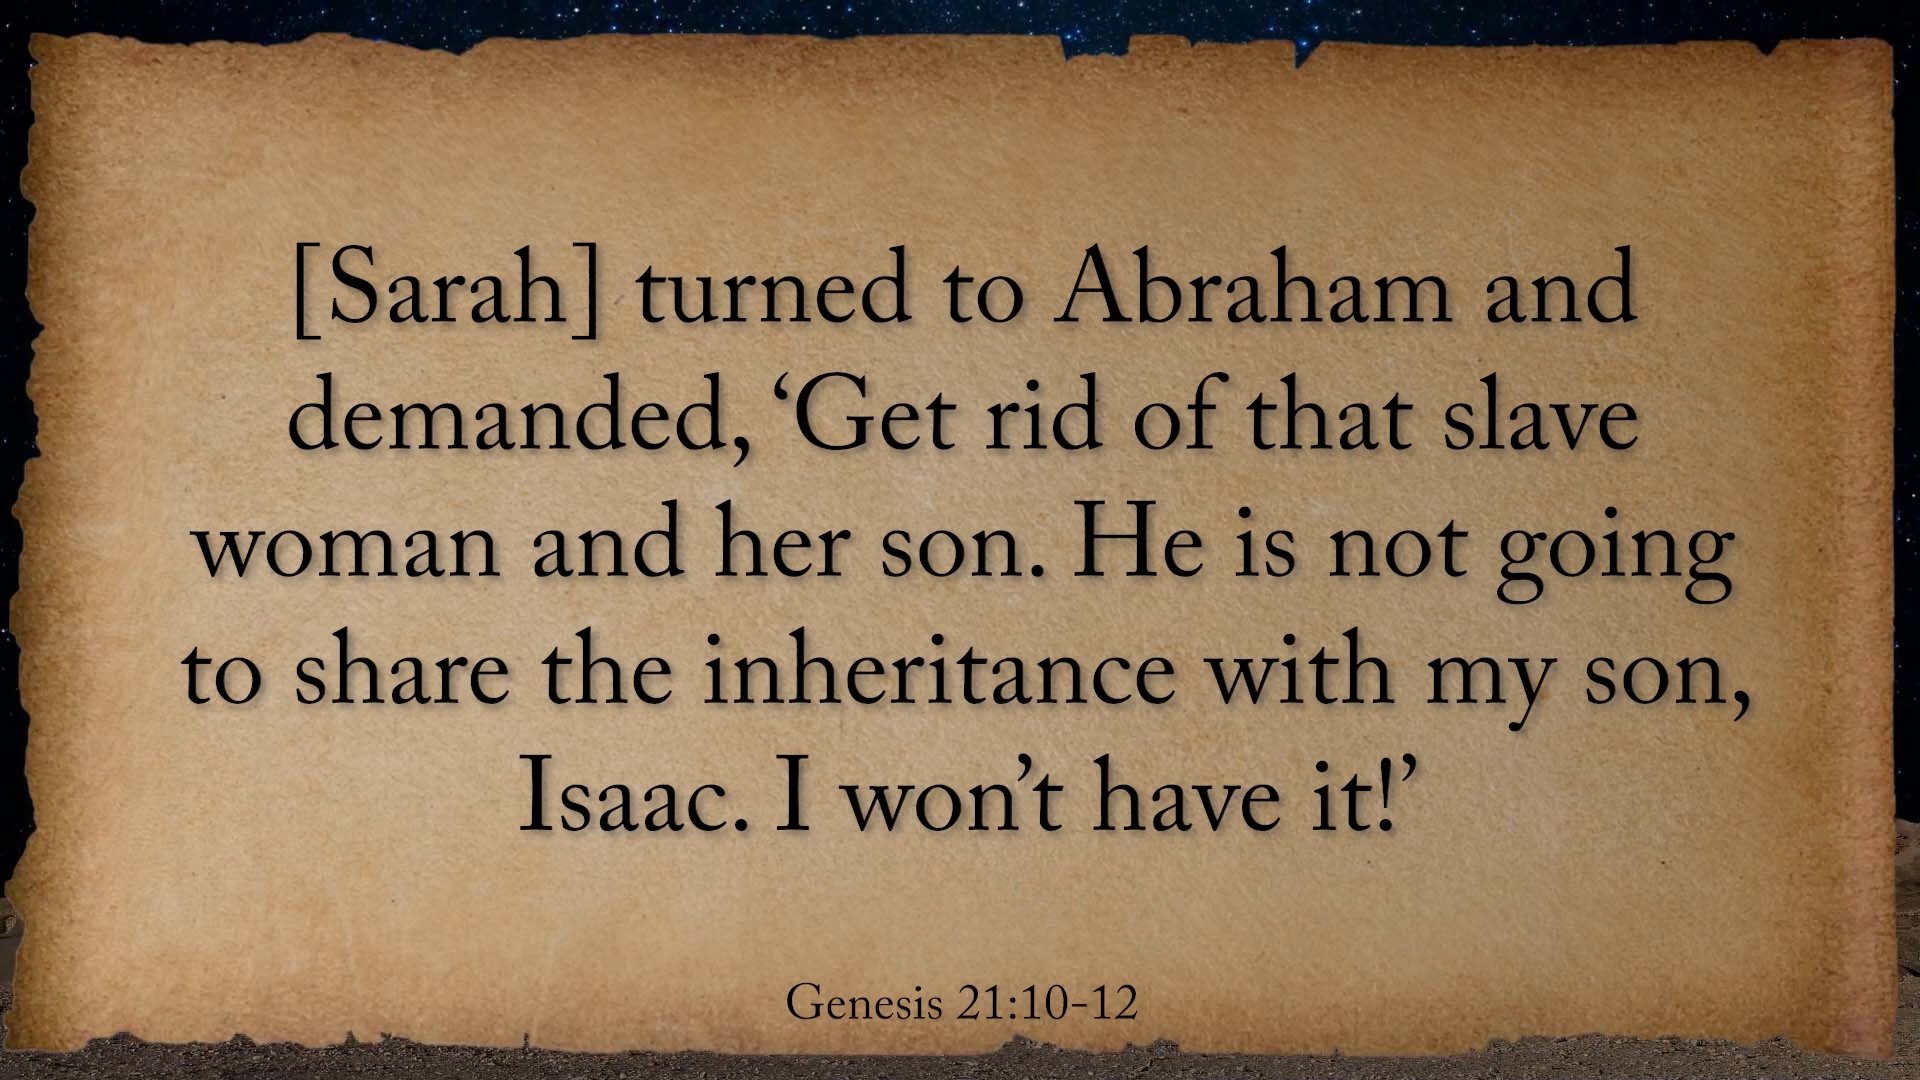 [Sarah] turned to Abraham and
demanded, ‘Get rid of that slave
woman and her son. He is not going
to share the inheritance with my son,
Isaac. I won’t have it!’
Genesis 21:10-12